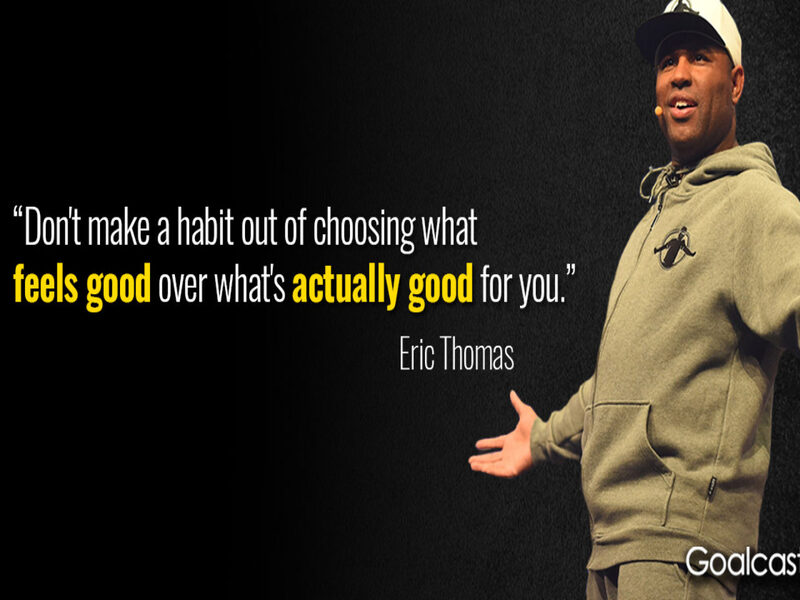 “Don't make a habit out of choosing what
feels good over what's actually good for you.”
Eric Thomas
Goalcast